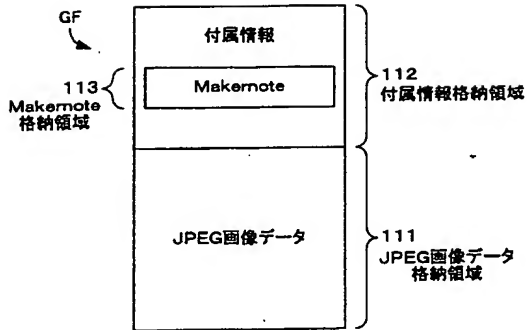 GF
付属情報
113
Makernote
格納領域
Makernote
112
付属情報格納領域
JPEG画像データ
111
JPEG画像データ
格納領域